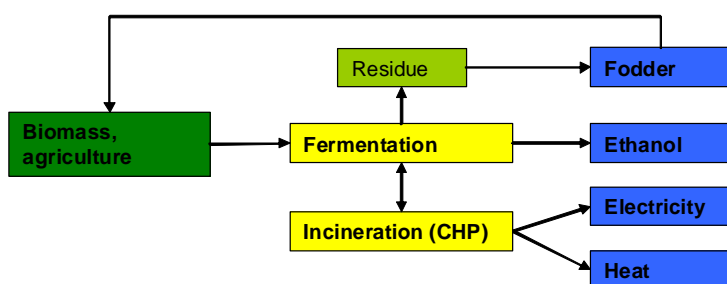 Residue
Fodder
Biomass,
agriculture
Fermentation
Ethanol
Incineration (CHP)
Electricity
Heat